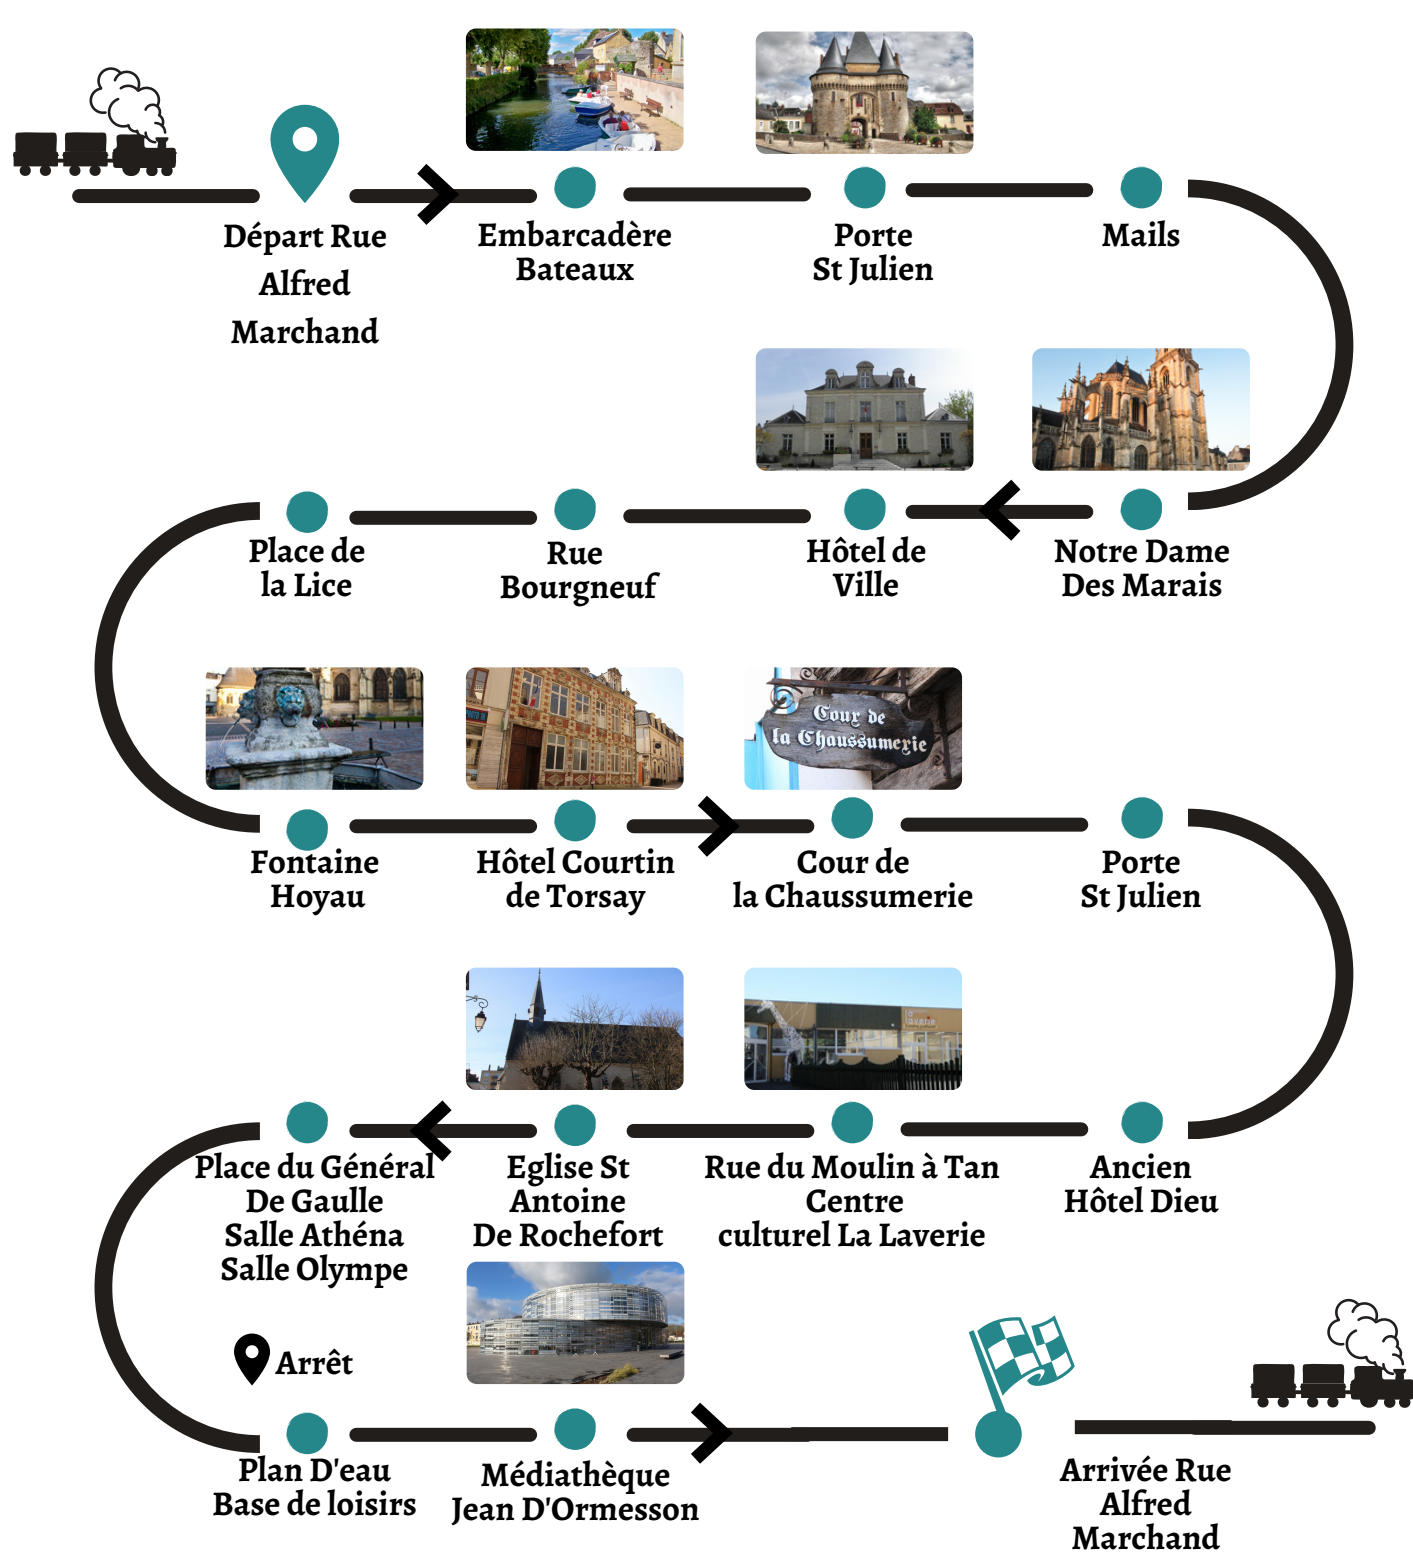 Départ Rue
Alfred
Marchand
Embarcadère
Bateaux
Porte
St Julien
Mails
Place de
la Lice
Rue
Bourgneuf
Hôtel de
Ville
Notre Dame
Des Marais
Cour de
la Chaussumerie
Fontaine
Hoyau
Hôtel Courtin
de Torsay
Cour de
la Chaussumerie
Porte
St Julien
la
laverie
Place du Général
De Gaulle
Salle Athéna
Salle Olympe
Eglise St
Antoine
De Rochefort
Rue du Moulin à Tan
Centre
culturel La Laverie
Ancien
Hôtel Dieu
Arrêt
Plan D'eau
Base de loisirs
Médiathèque
Jean D'Ormesson
Arrivée Rue
Alfred
Marchand